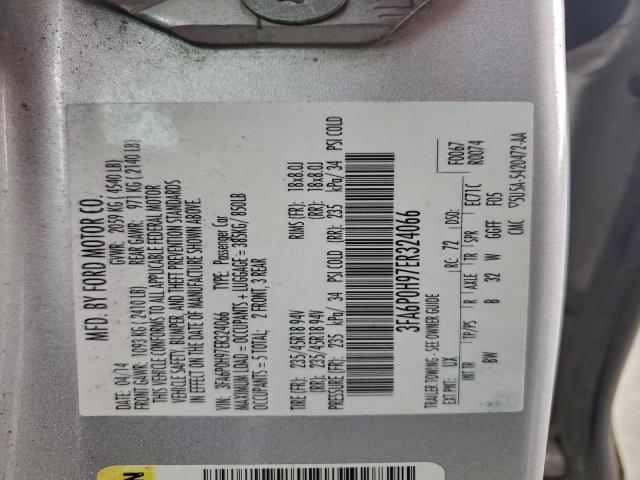 MFD. BY FORD MOTOR CO.
DATE: 04/14 GVWR: 2059 KG (4540 LB)
FRONT GAWR: 1093 KG (2410 LB) REAR GAWR: 971 KG (2140 LB)
THIS VEHICLE CONFORMS TO ALL APPLICABLE FEDERAL MOTOR
VEHICLE SAFETY, BUMPER, AND THEFT PREVENTION STANDARDS
IN EFFECT ON THE DATE OF MANUFACTURE SHOWN ABOVE.
VIN: 3FA6P0H97ER324066 TYPE: Passenger Car
MAXIMUM LOAD = OCCUPANTS + LUGGAGE = 385KG / 850LB
OCCUPANTS = 5 TOTAL: 2 FRONT, 3 REAR
TIRE (FR): 235/45R18 94V RIMS (FR): 18x8.0J
TIRE (RR): 235/45R18 94V (RR): 18x8.0J
PRESSURE (FR): 235 kPa/ 34 PSI COLD (RR): 235 kPa/ 34 PSI COLD
3FA6P0H97ER324066
TRAILER TOWING - SEE OWNER GUIDE F0067
EXT PNT: UX RC: 72 DSO: R0074
INT TR TP/PS R AXLE TR SPR EC71C
BW B 32 W GGFF FD5
CMC